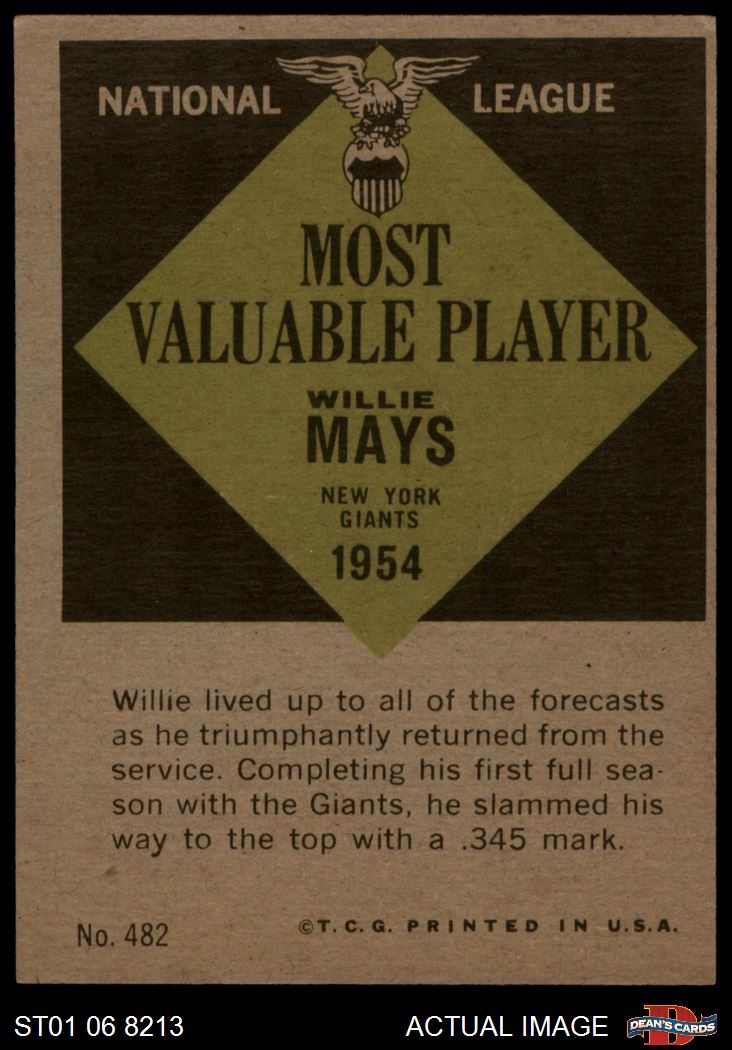 NATIONAL LEAGUE
MOST
VALUABLE PLAYER
WILLIE
MAYS
NEW YORK
GIANTS
1954
Willie lived up to all of the forecasts
as he triumphantly returned from the
service. Completing his first full sea-
son with the Giants, he slammed his
way to the top with a .345 mark.
No. 482 ©T.C.G. PRINTED IN U.S.A.
ST01 06 8213 ACTUAL IMAGE D DEAN'S CARDS